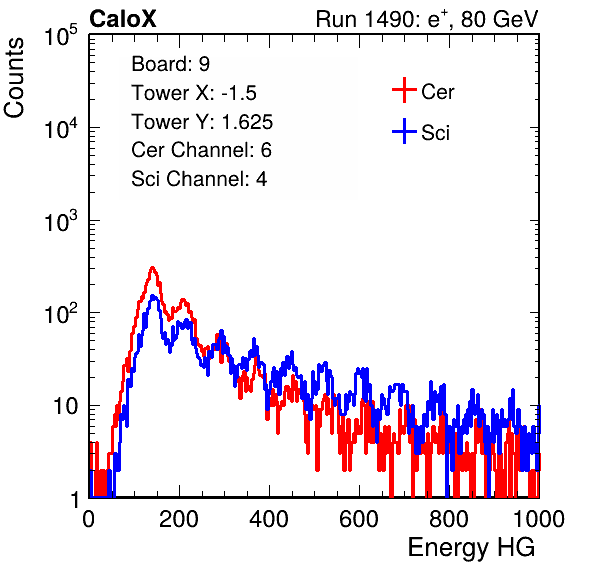 CaloX Run 1490: e⁺, 80 GeV
Counts
10⁵
10⁴
10³
10²
10
1
Board: 9
Tower X: -1.5
Tower Y: 1.625
Cer Channel: 6
Sci Channel: 4
Cer
Sci
0 200 400 600 800 1000
Energy HG